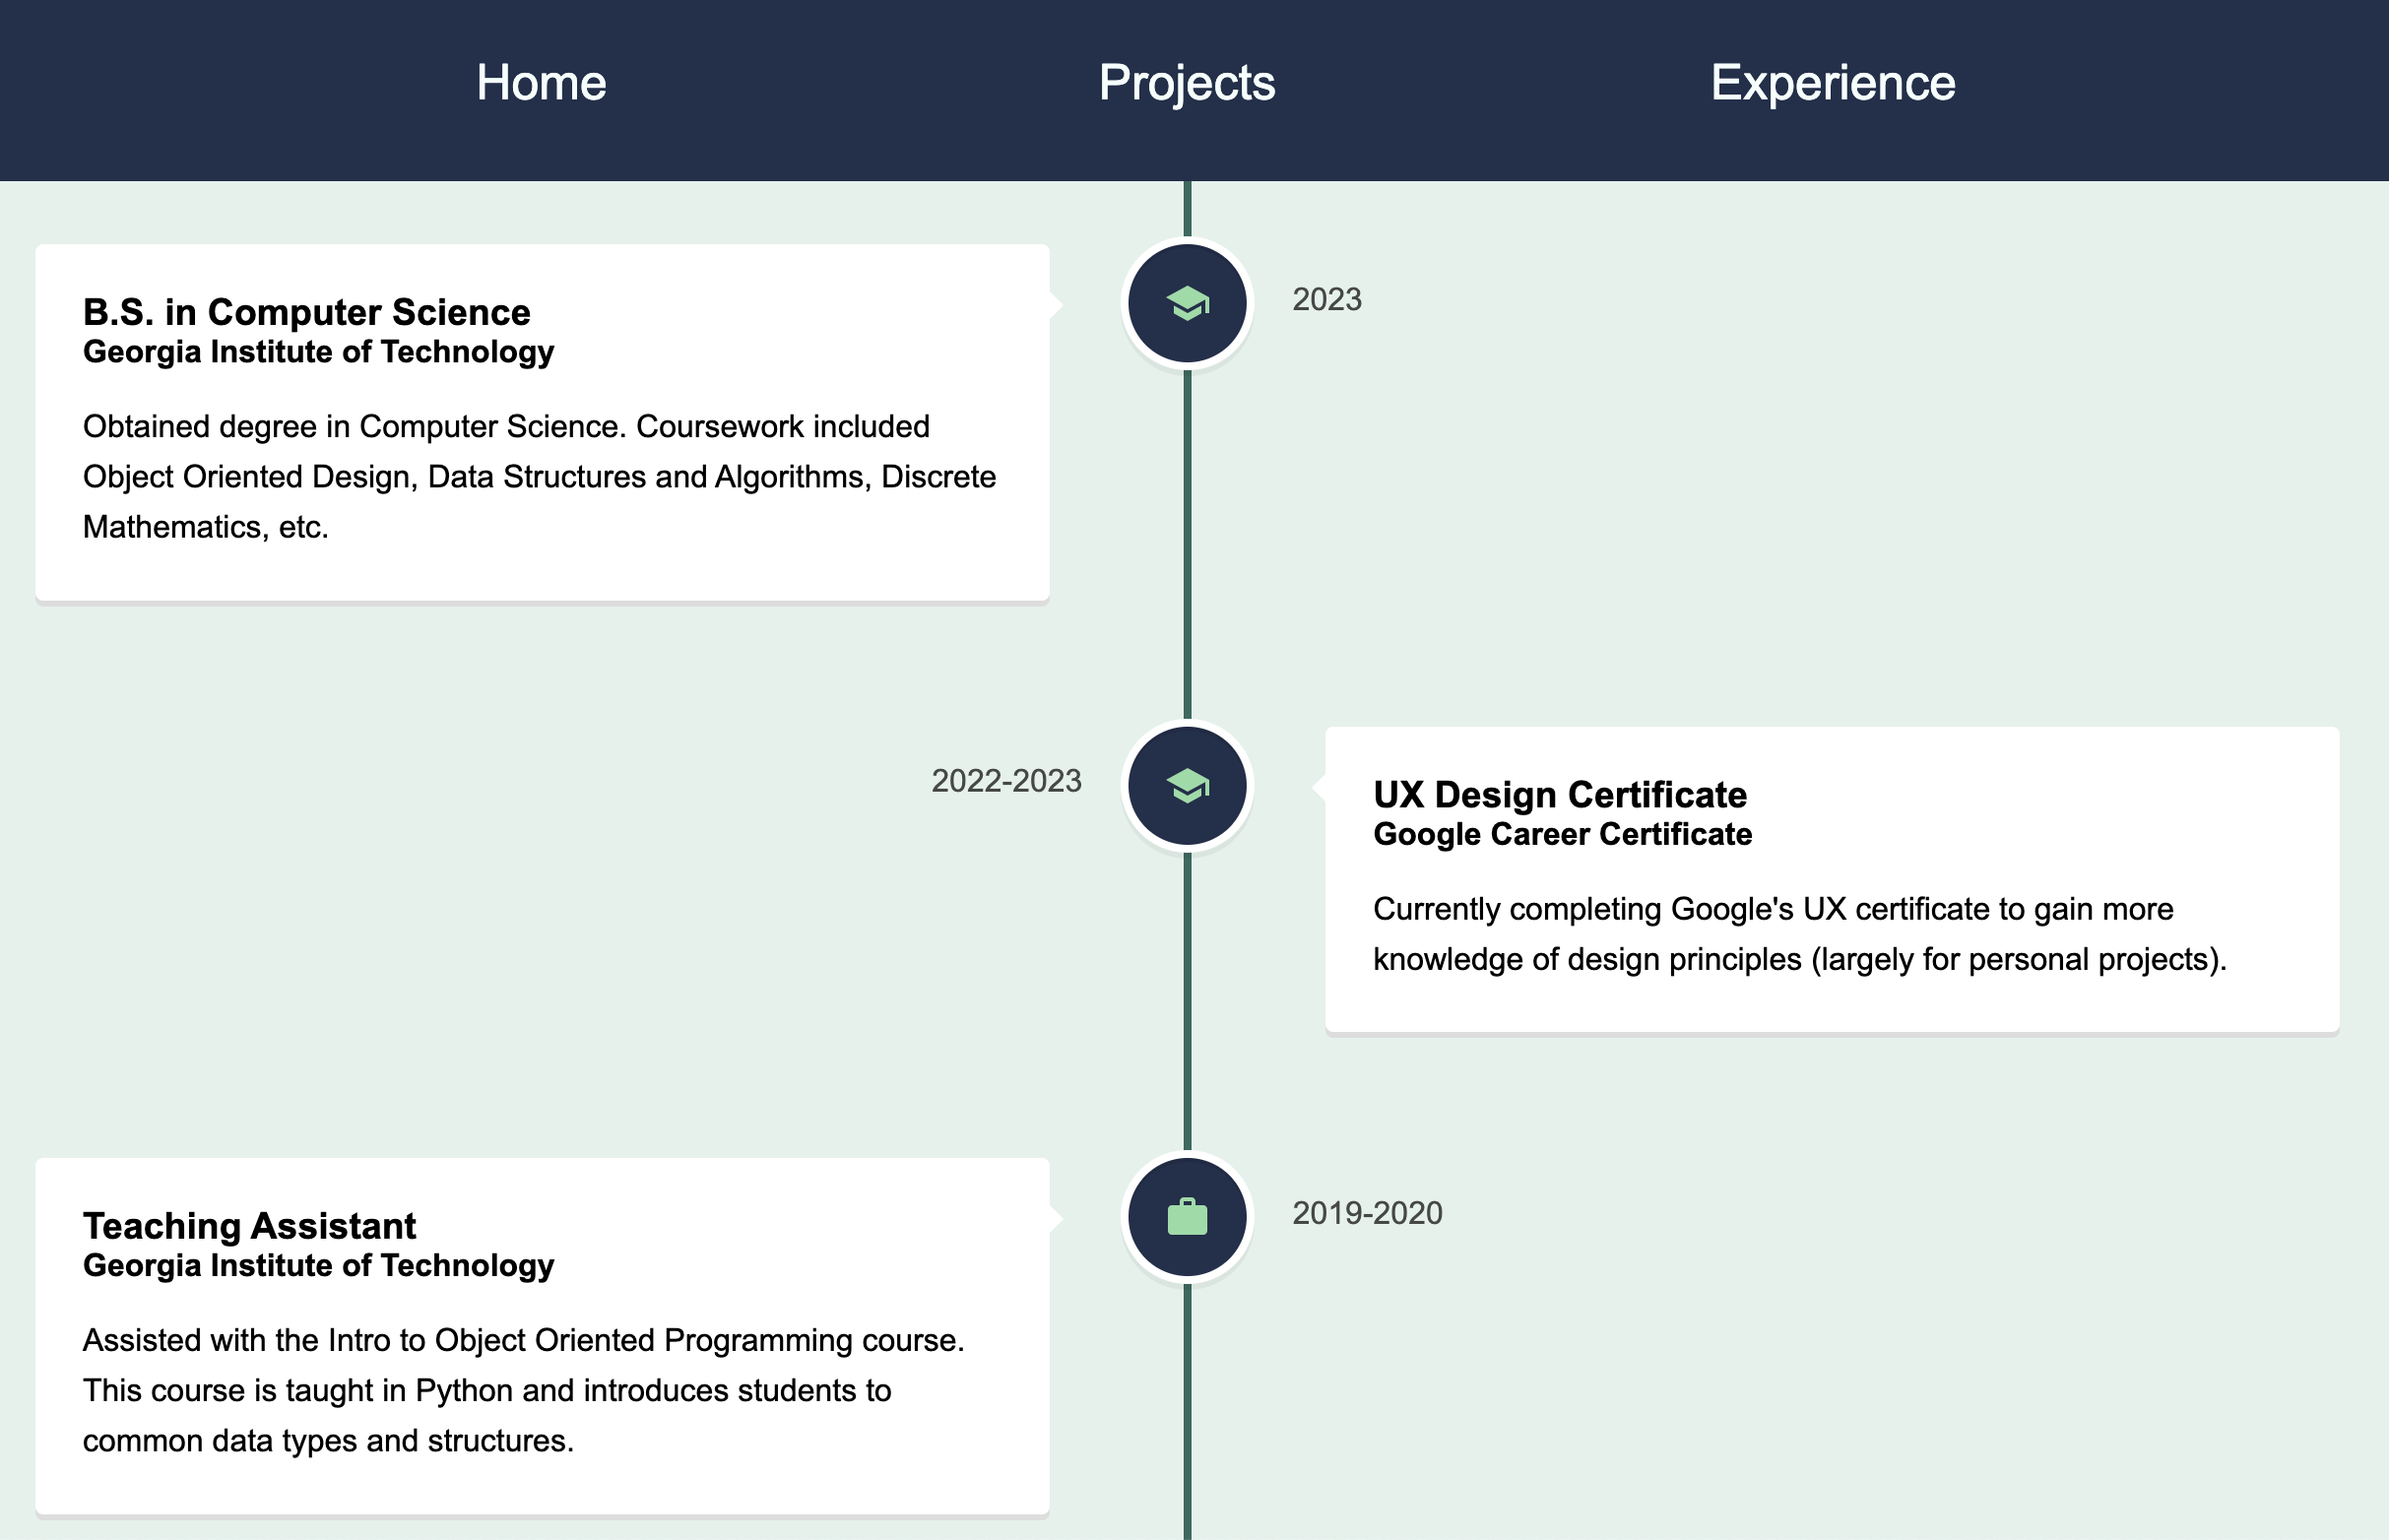 Home Projects Experience
B.S. in Computer Science
Georgia Institute of Technology
2023
Obtained degree in Computer Science. Coursework included
Object Oriented Design, Data Structures and Algorithms, Discrete
Mathematics, etc.
2022-2023
UX Design Certificate
Google Career Certificate
Currently completing Google's UX certificate to gain more
knowledge of design principles (largely for personal projects).
Teaching Assistant
Georgia Institute of Technology
2019-2020
Assisted with the Intro to Object Oriented Programming course.
This course is taught in Python and introduces students to
common data types and structures.